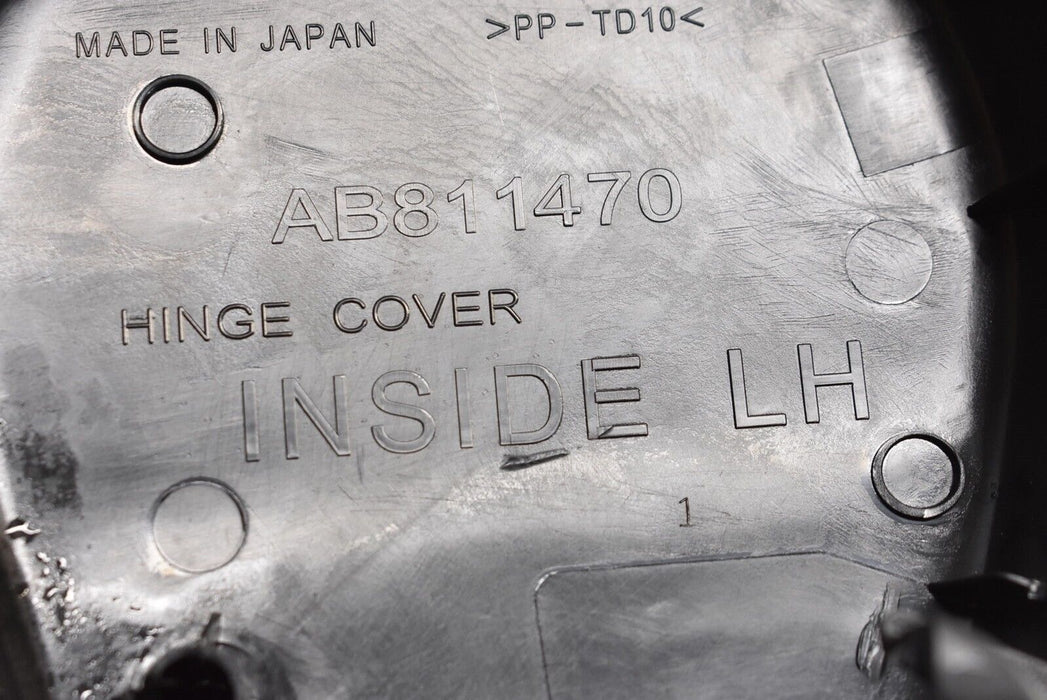 MADE IN JAPAN >PP-TD10<
AB811470
HINGE COVER
INSIDE LH
1